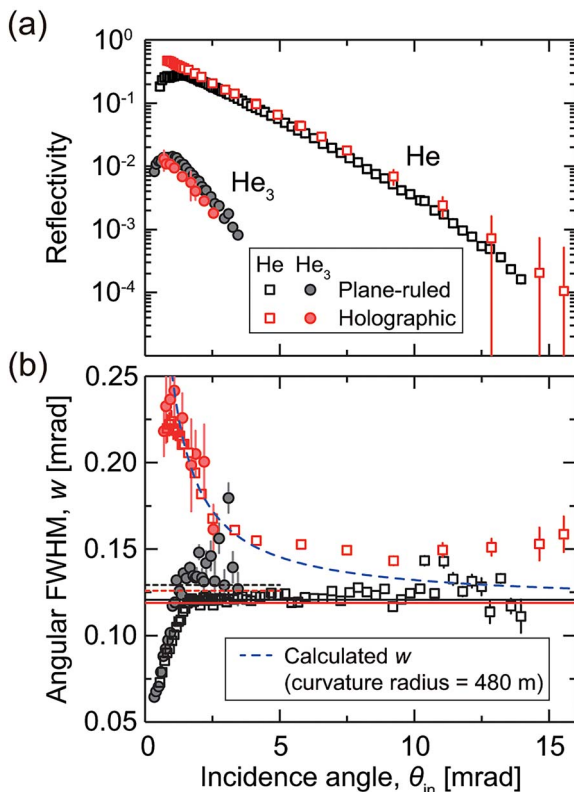 (a)
10⁰
10⁻¹
10⁻²
10⁻³
10⁻⁴
Reflectivity
He
He₃
He He₃
Plane-ruled
Holographic
(b)
0.25
0.20
0.15
0.10
0.05
Angular FWHM, w [mrad]
Calculated w
(curvature radius = 480 m)
0 5 10 15
Incidence angle, θin [mrad]